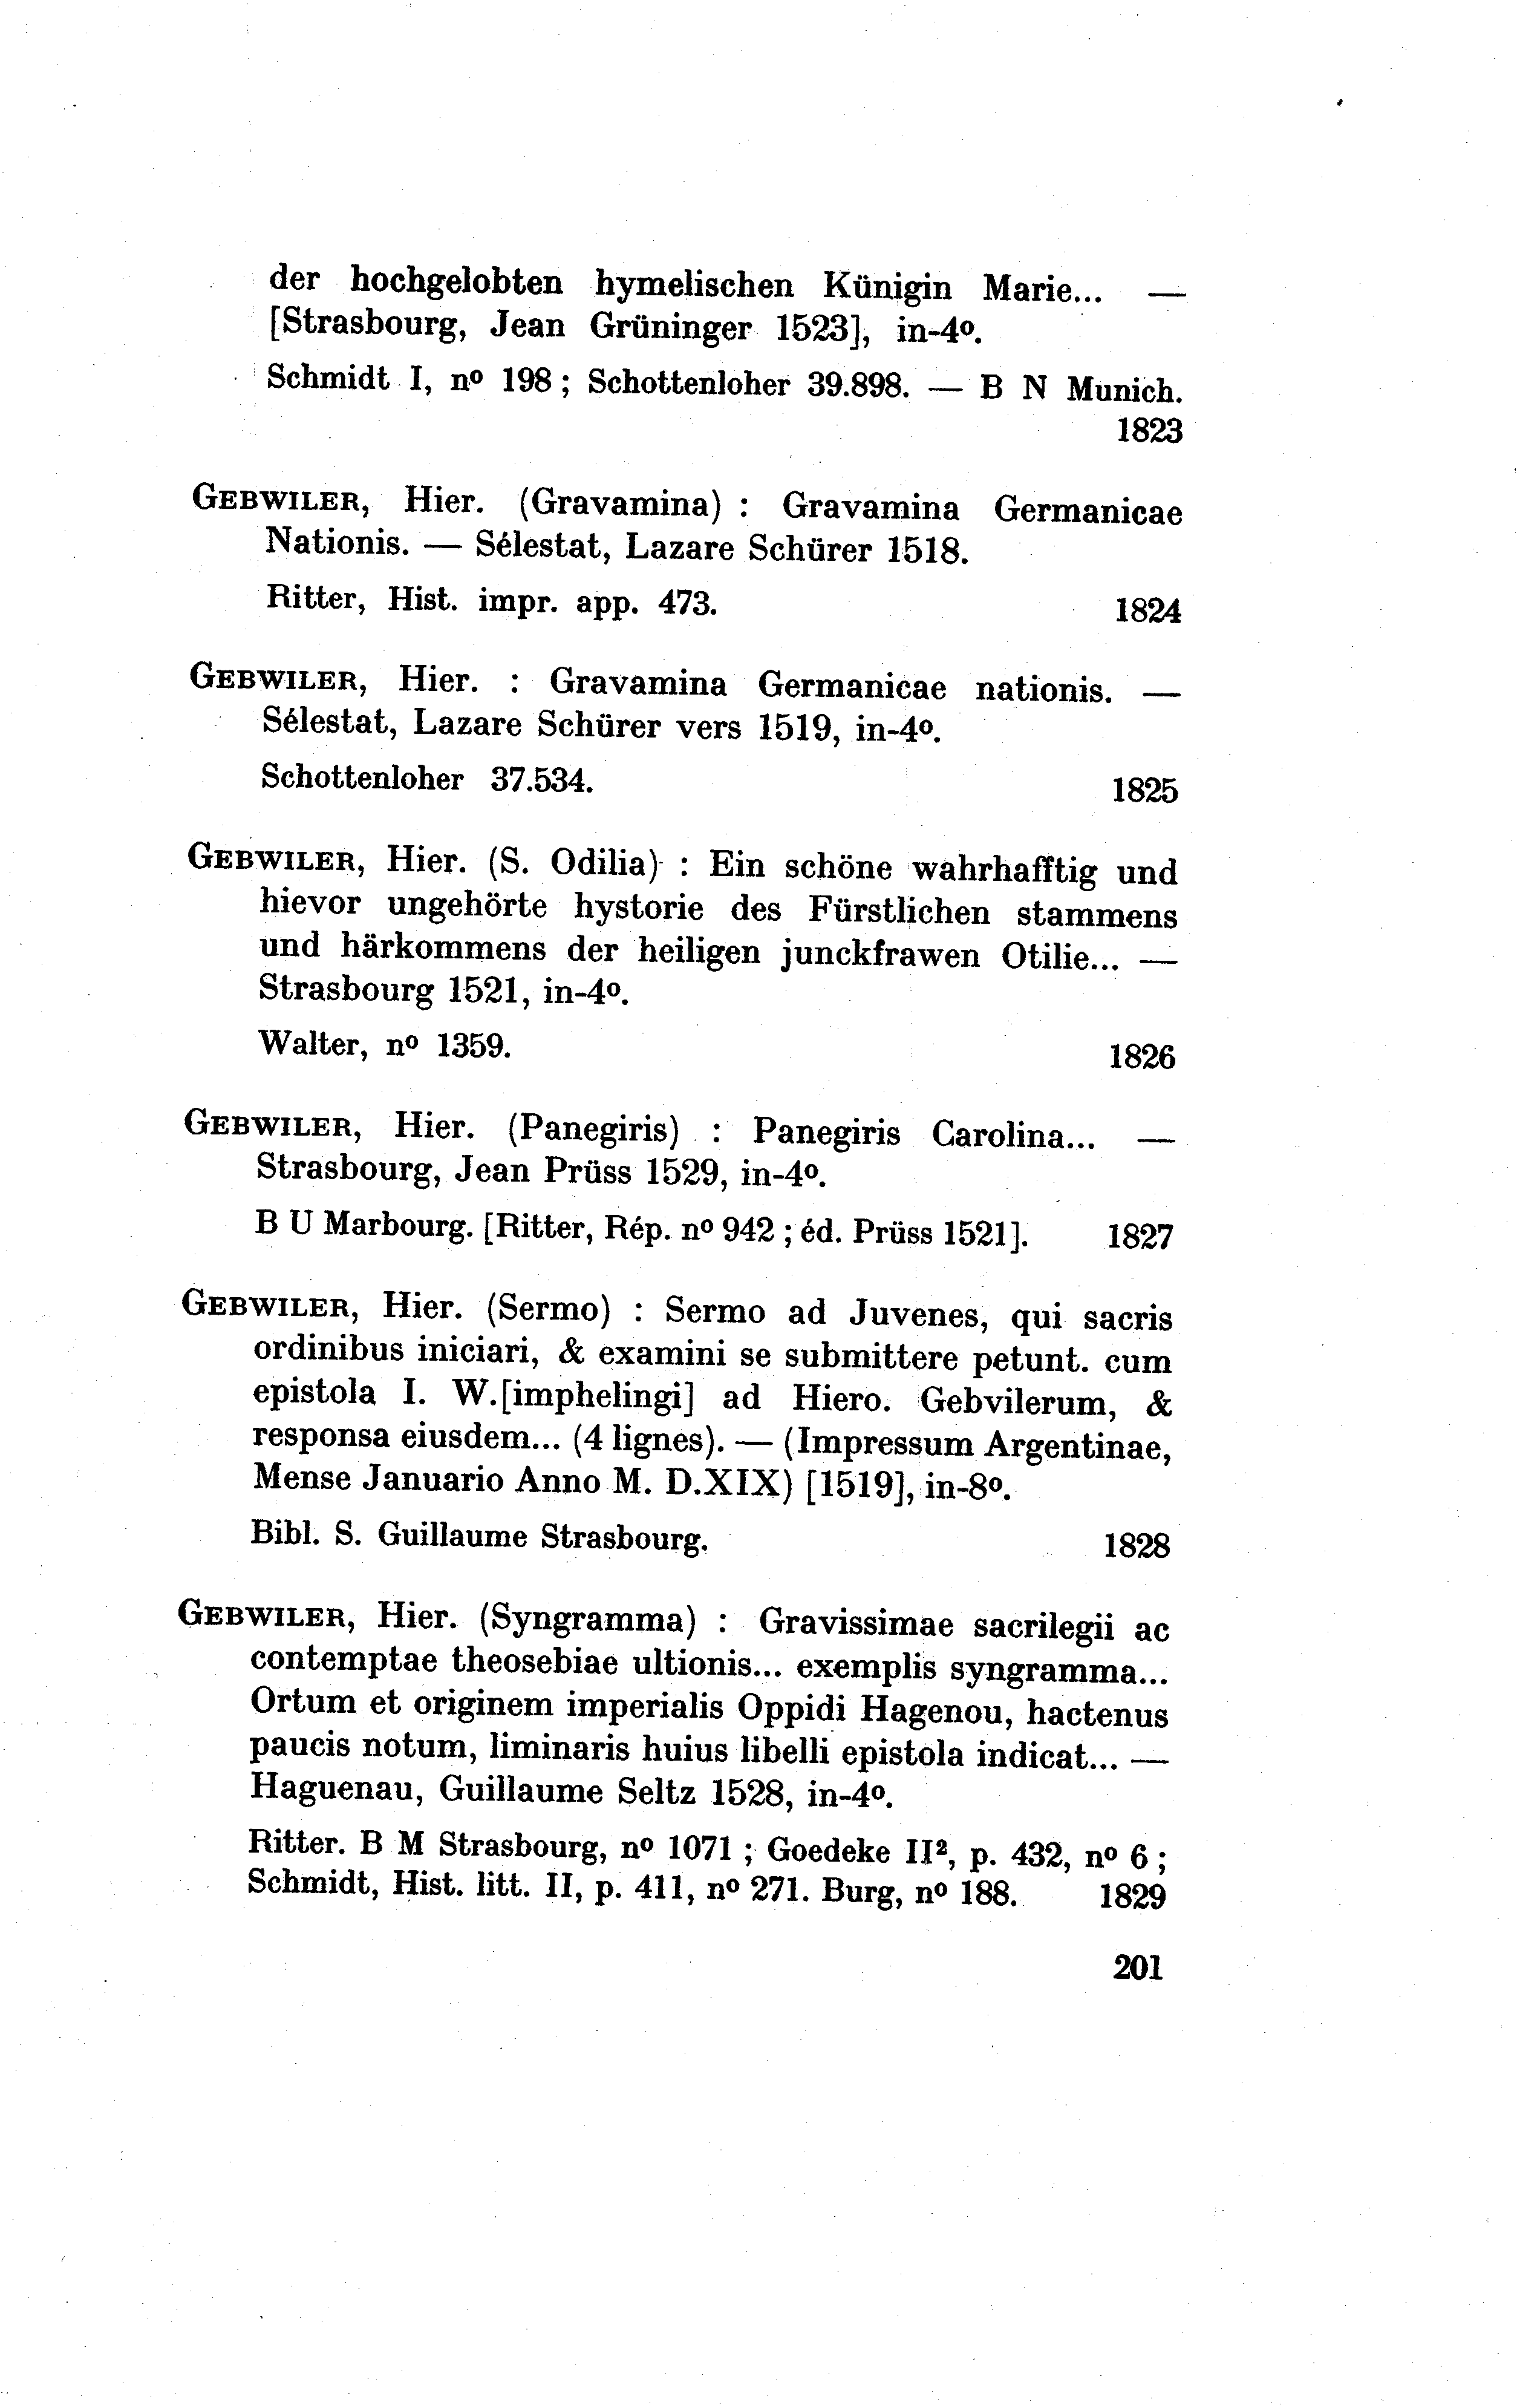 der hochgelobten hymelischen Künigin Marie... —
[Strasbourg, Jean Grüninger 1523], in-4º.
Schmidt I, nº 198 ; Schottenloher 39.898. — B N Munich.
1823
GEBWILER, Hier. (Gravamina) : Gravamina Germanicae
Nationis. — Sélestat, Lazare Schürer 1518.
Ritter, Hist. impr. app. 473. 1824
GEBWILER, Hier. : Gravamina Germanicae nationis. —
Sélestat, Lazare Schürer vers 1519, in-4º.
Schottenloher 37.534. 1825
GEBWILER, Hier. (S. Odilia) : Ein schöne wahrhafftig und
hievor ungehörte hystorie des Fürstlichen stammens
und härkommens der heiligen junckfrawen Otilie... —
Strasbourg 1521, in-4º.
Walter, nº 1359. 1826
GEBWILER, Hier. (Panegiris) : Panegiris Carolina... —
Strasbourg, Jean Prüss 1529, in-4º.
B U Marbourg. [Ritter, Rép. nº 942 ; éd. Prüss 1521]. 1827
GEBWILER, Hier. (Sermo) : Sermo ad Juvenes, qui sacris
ordinibus iniciari, & examini se submittere petunt. cum
epistola I. W.[imphelingi] ad Hiero. Gebvilerum, &
responsa eiusdem... (4 lignes). — (Impressum Argentinae,
Mense Januario Anno M. D.XIX) [1519], in-8º.
Bibl. S. Guillaume Strasbourg. 1828
GEBWILER, Hier. (Syngramma) : Gravissimae sacrilegii ac
contemptae theosebiae ultionis... exemplis syngramma...
Ortum et originem imperialis Oppidi Hagenou, hactenus
paucis notum, liminaris huius libelli epistola indicat... —
Haguenau, Guillaume Seltz 1528, in-4º.
Ritter. B M Strasbourg, nº 1071 ; Goedeke II², p. 432, nº 6 ;
Schmidt, Hist. litt. II, p. 411, nº 271. Burg, nº 188. 1829
201